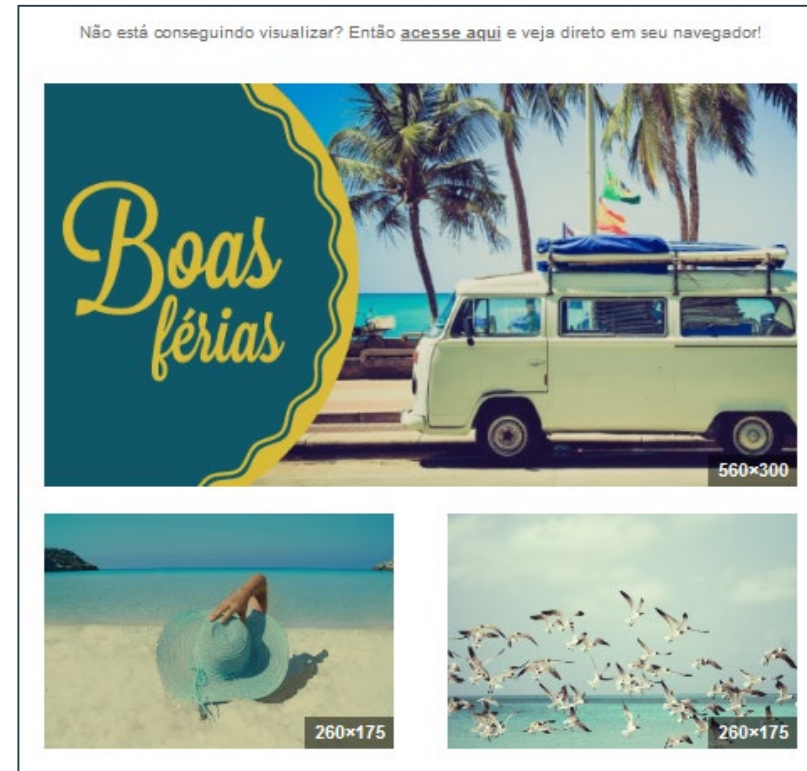 Não está conseguindo visualizar? Então acesse aqui e veja direto em seu navegador!
Boas
férias
560×300
260×175
260×175